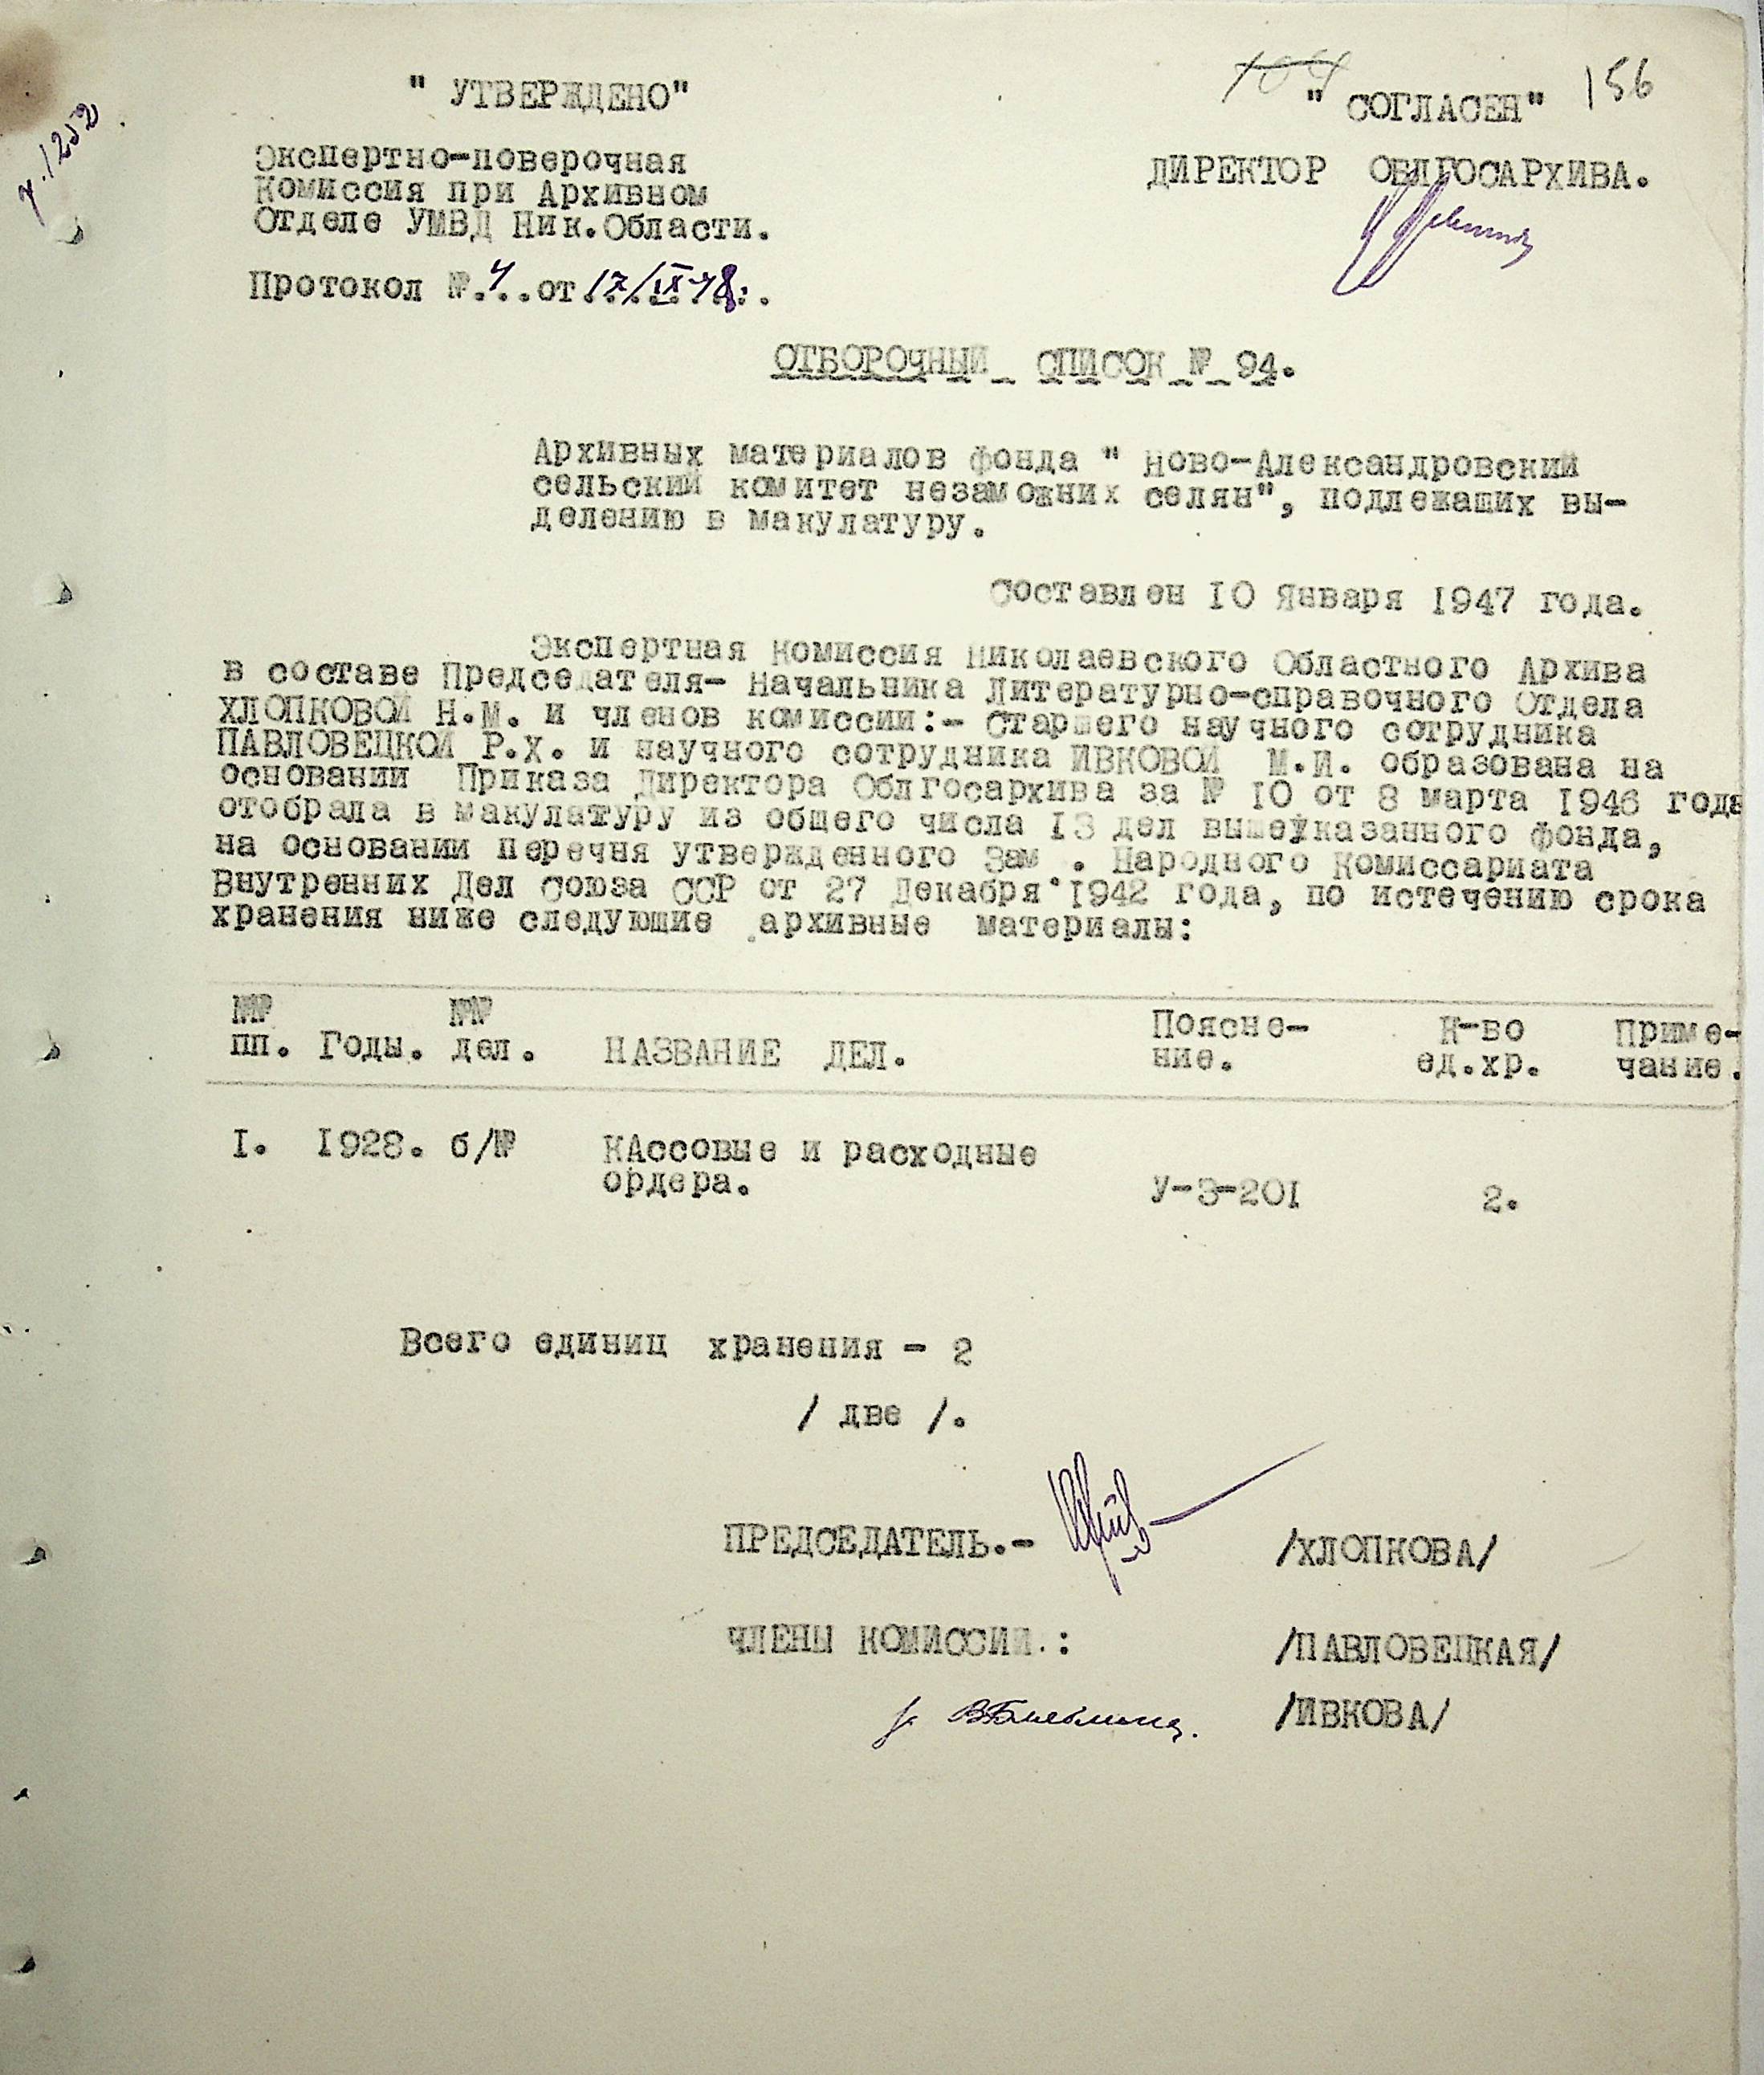 156
" УТВЕРЖДЕНО"
" СОГЛАСЕН"
Экспертно-поверочная
Комиссия при Архивном
Отделе УМВД Ник.Области.
ДИРЕКТОР ОБЛГОСАРХИВА.
Протокол №.4..от 17/IX-48.
ОТБОРОЧНЫЙ СПИСОК № 94.
Архивных материалов фонда " Ново-Александровский
сельский комитет незаможних селян", подлежащих вы-
делению в макулатуру.
Составлен 10 Января 1947 года.
Экспертная Комиссия Николаевского Областного Архива
в составе Председателя- Начальника Литературно-справочного Отдела
ХЛОПКОВОЙ Н.М. и членов комиссии:- Старшего научного сотрудника
ПАВЛОВЕЦКОЙ Р.Х. и научного сотрудника ИВКОВОЙ М.И. образована на
основании Приказа Директора Облгосархива за № 10 от 8 марта 1946 года
отобрала в макулатуру из общего числа 13 дел вышеуказанного фонда,
на основании перечня утвержденного Зам . Народного Комиссариата
Внутренних Дел Союза ССР от 27 Декабря 1942 года, по истечению срока
хранения ниже следующие архивные материалы:
№№ пп. Годы. №№ дел. НАЗВАНИЕ ДЕЛ. Поясне-ние. К-во ед.хр. Приме-чание.
I. 1928. б/№ КАссовые и расходные
ордера. У-3-201 2.
Всего единиц хранения - 2
/ две /.
ПРЕДСЕДАТЕЛЬ.- /ХЛОПКОВА/
ЧЛЕНЫ КОМИССИИ.: /ПАВЛОВЕЦКАЯ/
/ИВКОВА/